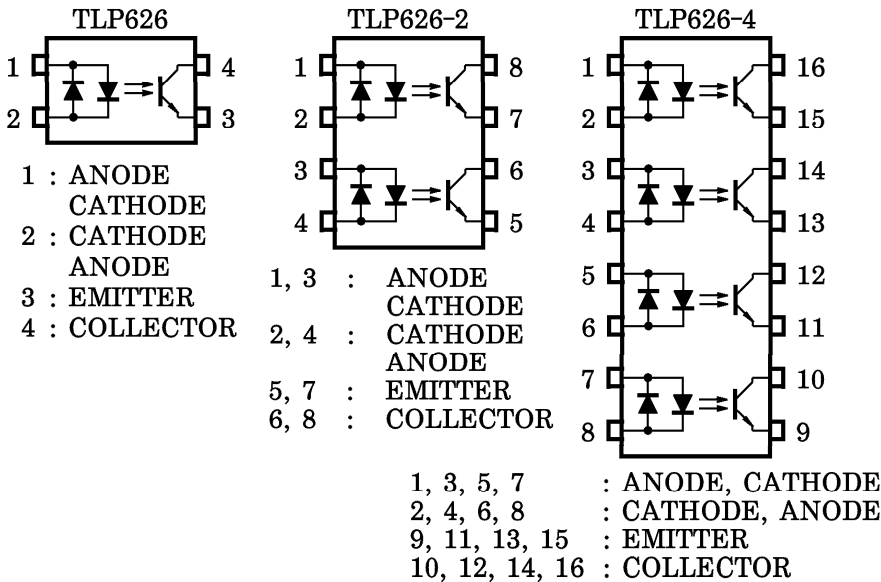 TLP626
1
4
2
3
1 : ANODE
CATHODE
2 : CATHODE
ANODE
3 : EMITTER
4 : COLLECTOR
TLP626-2
1
8
2
7
3
6
4
5
1, 3 : ANODE
CATHODE
2, 4 : CATHODE
ANODE
5, 7 : EMITTER
6, 8 : COLLECTOR
TLP626-4
1
16
2
15
3
14
4
13
5
12
6
11
7
10
8
9
1, 3, 5, 7 : ANODE, CATHODE
2, 4, 6, 8 : CATHODE, ANODE
9, 11, 13, 15 : EMITTER
10, 12, 14, 16 : COLLECTOR